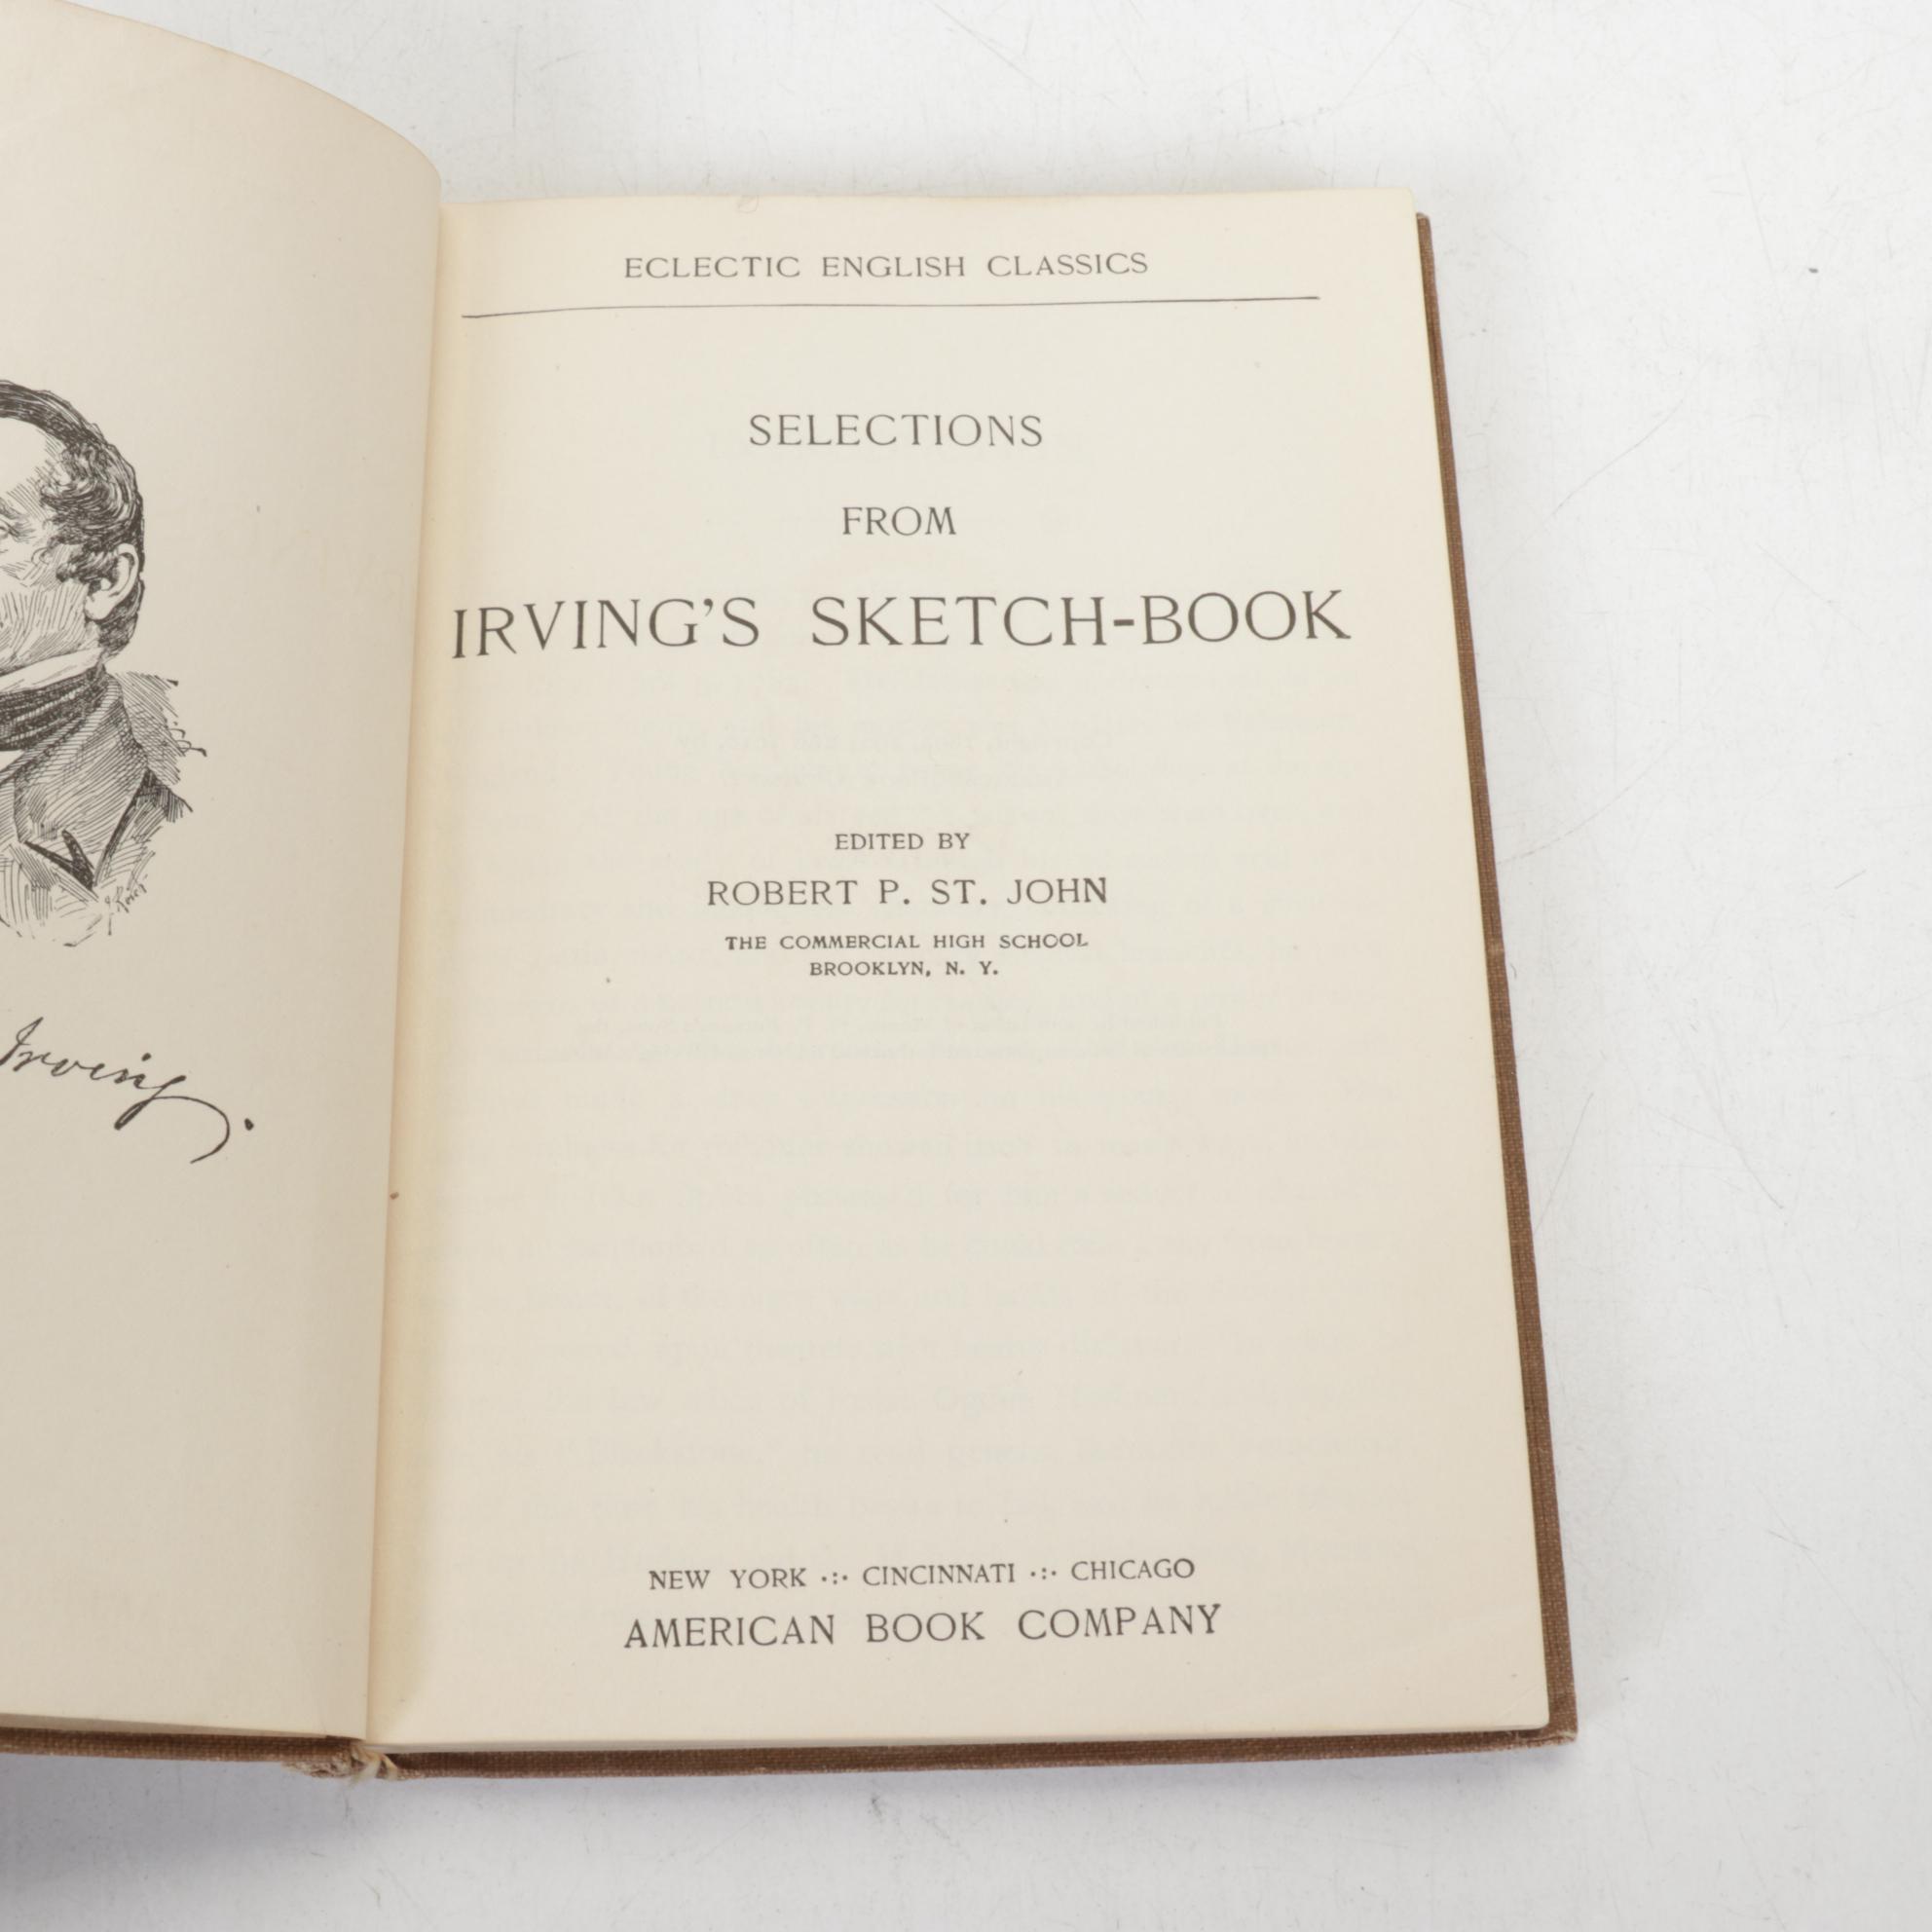 Irving.
ECLECTIC ENGLISH CLASSICS
SELECTIONS
FROM
IRVING'S SKETCH-BOOK
EDITED BY
ROBERT P. ST. JOHN
THE COMMERCIAL HIGH SCHOOL
BROOKLYN, N. Y.
NEW YORK ·:· CINCINNATI ·:· CHICAGO
AMERICAN BOOK COMPANY